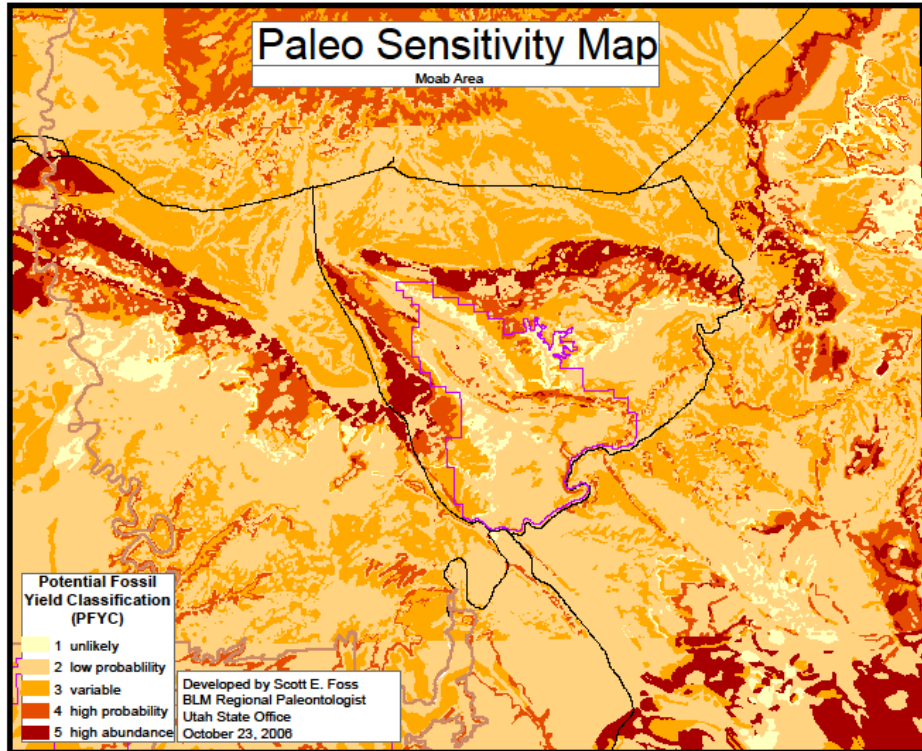 Paleo Sensitivity Map
Moab Area
Potential Fossil
Yield Classification
(PFYC)
1 unlikely
2 low probablility
3 variable
4 high probability
5 high abundance
Developed by Scott E. Foss
BLM Regional Paleontologist
Utah State Office
October 23, 2006